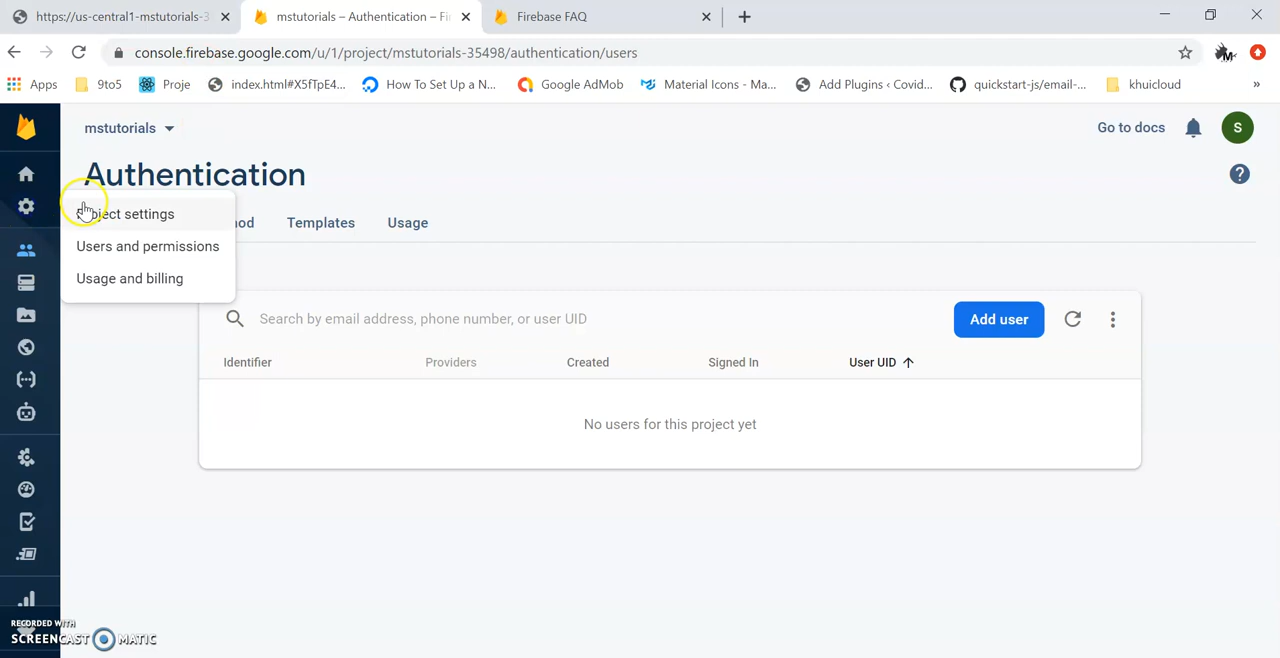 https://us-central1-mstutorials-3
mstutorials – Authentication – Fi
Firebase FAQ
console.firebase.google.com/u/1/project/mstutorials-35498/authentication/users
Apps
9to5
Proje
index.html#X5fTpE4...
How To Set Up a N...
Google AdMob
Material Icons - Ma...
Add Plugins ‹ Covid...
quickstart-js/email-...
khuicloud
»
mstutorials
Go to docs
S
Authentication
Project settings
Users and permissions
Usage and billing
Templates
Usage
Search by email address, phone number, or user UID
Add user
Identifier
Providers
Created
Signed In
User UID
No users for this project yet
RECORDED WITH
SCREENCAST MATIC